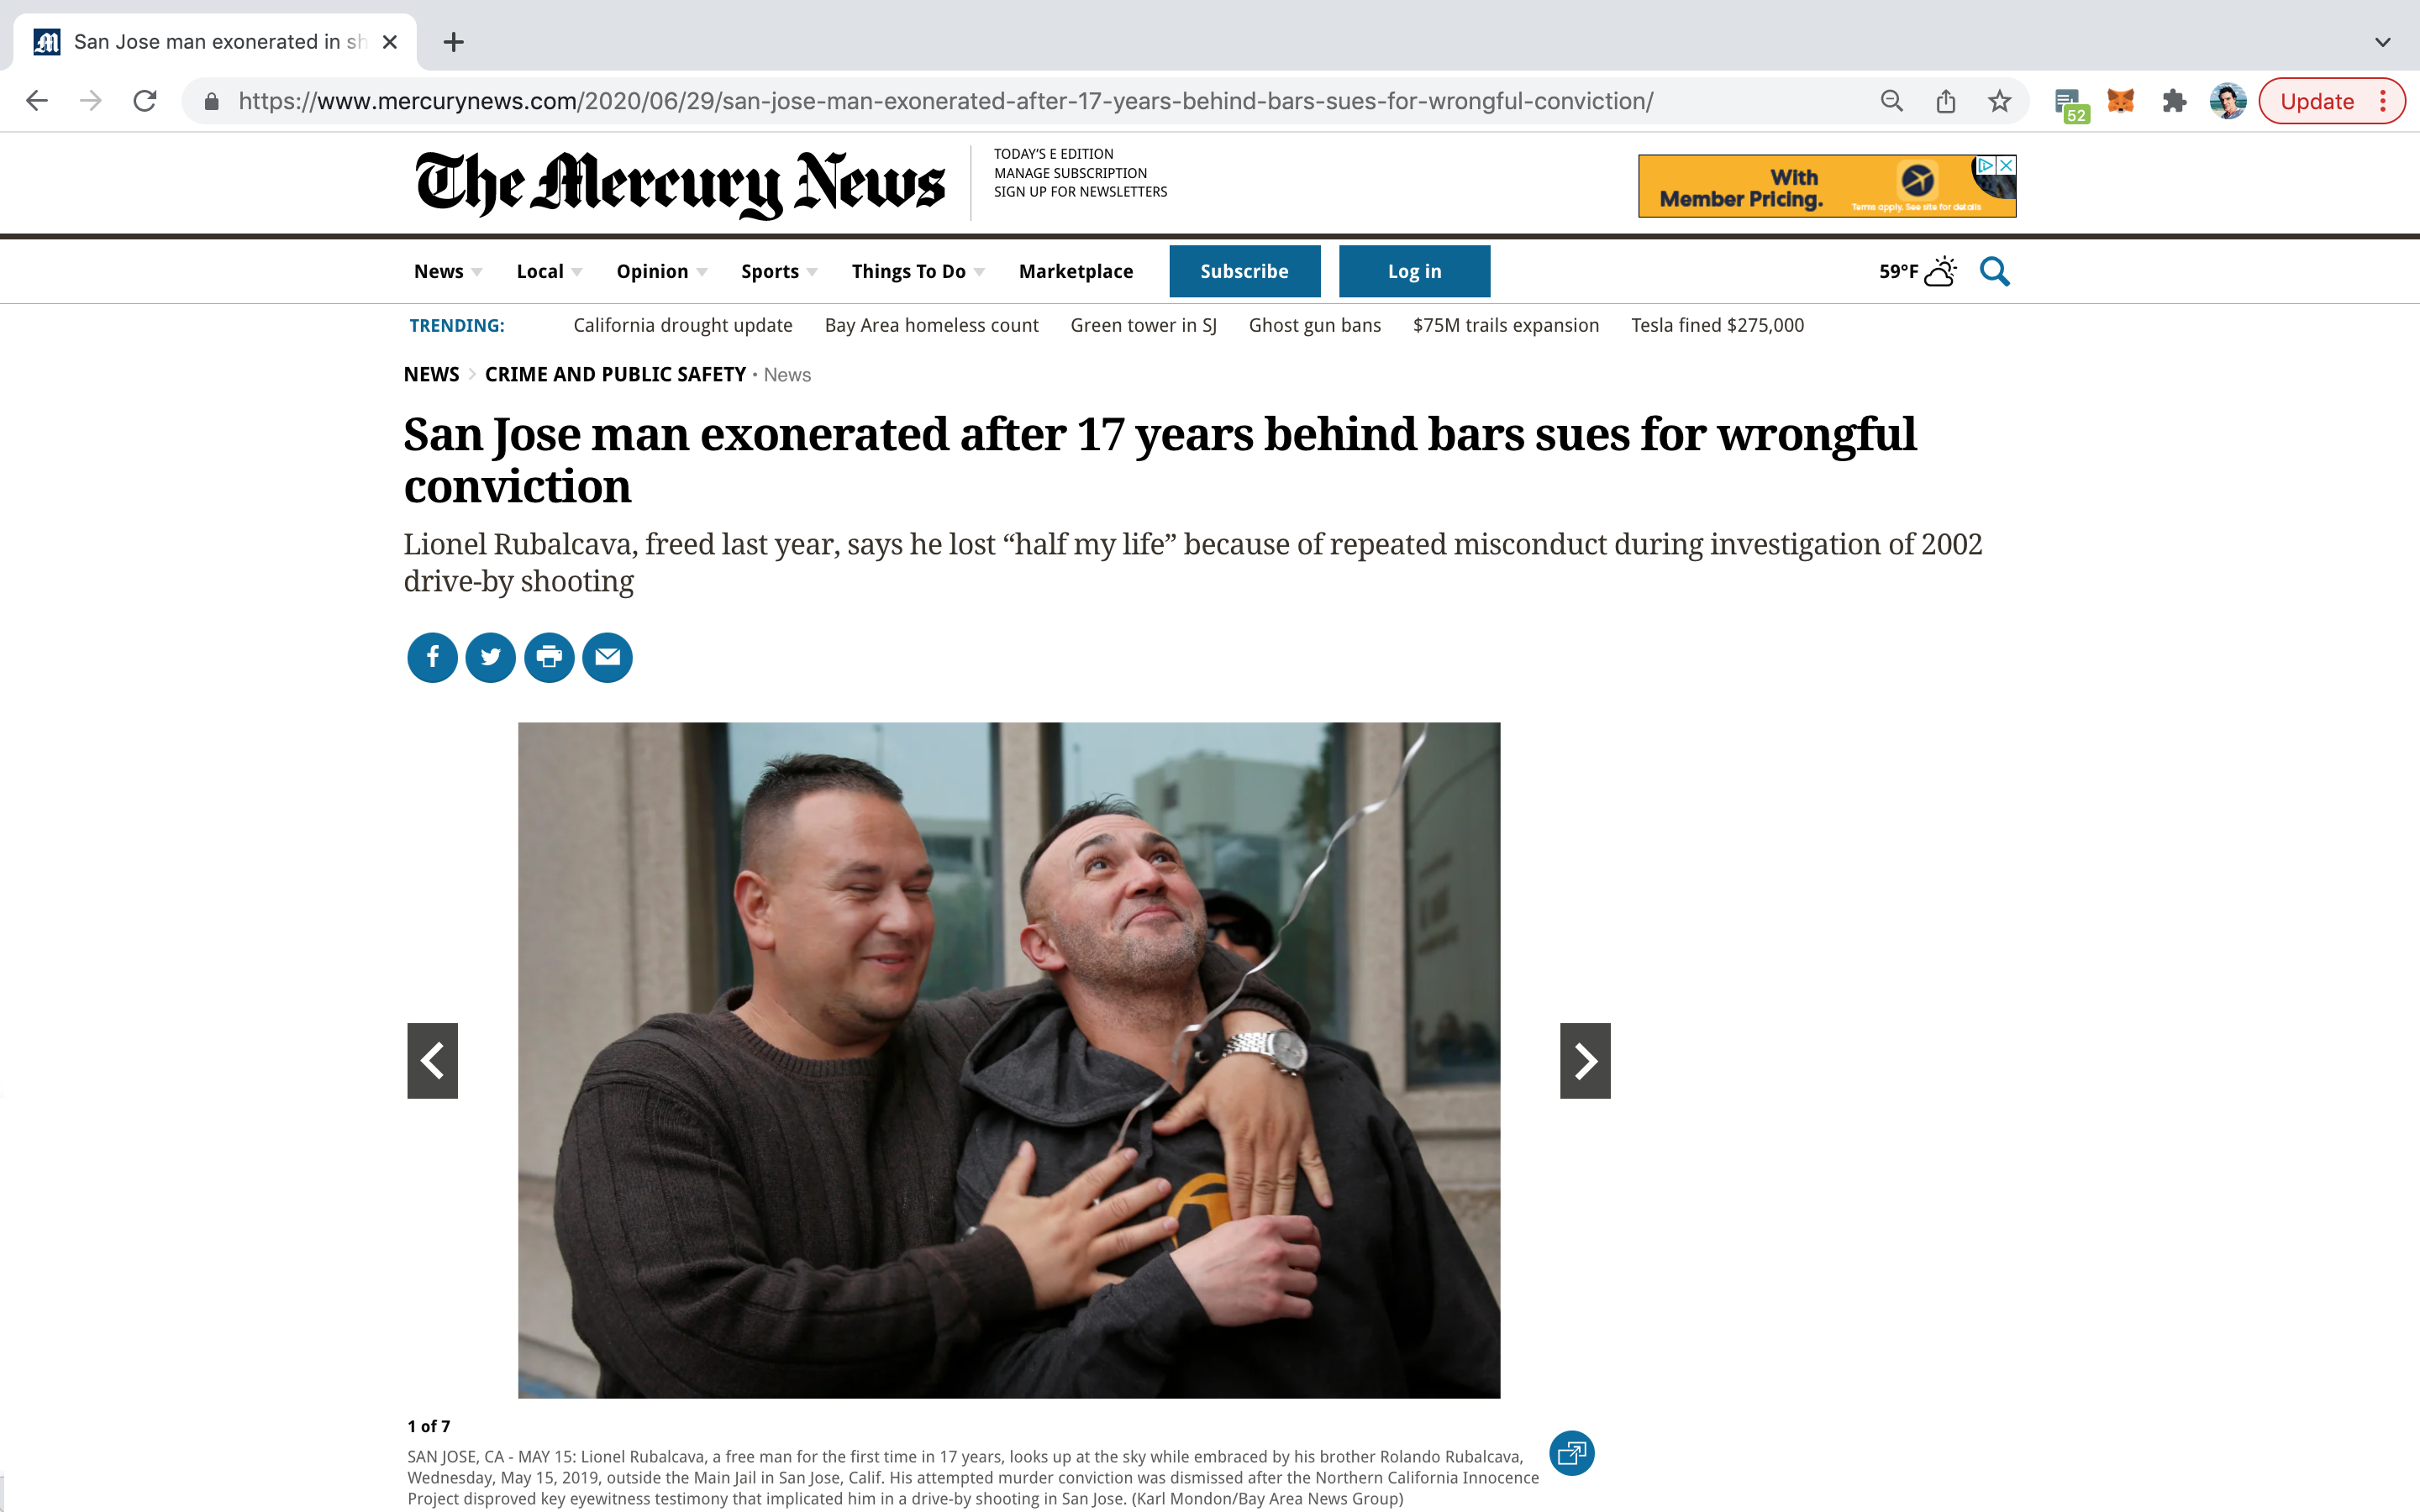 San Jose man exonerated in sh
https://www.mercurynews.com/2020/06/29/san-jose-man-exonerated-after-17-years-behind-bars-sues-for-wrongful-conviction/
52
Update
The Mercury News
TODAY'S E EDITION
MANAGE SUBSCRIPTION
SIGN UP FOR NEWSLETTERS
With
Member Pricing.
Terms apply. See site for details
News
Local
Opinion
Sports
Things To Do
Marketplace
Subscribe
Log in
59°F
TRENDING:
California drought update
Bay Area homeless count
Green tower in SJ
Ghost gun bans
$75M trails expansion
Tesla fined $275,000
NEWS > CRIME AND PUBLIC SAFETY • News
San Jose man exonerated after 17 years behind bars sues for wrongful
conviction
Lionel Rubalcava, freed last year, says he lost “half my life” because of repeated misconduct during investigation of 2002
drive-by shooting
1 of 7
SAN JOSE, CA - MAY 15: Lionel Rubalcava, a free man for the first time in 17 years, looks up at the sky while embraced by his brother Rolando Rubalcava,
Wednesday, May 15, 2019, outside the Main Jail in San Jose, Calif. His attempted murder conviction was dismissed after the Northern California Innocence
Project disproved key eyewitness testimony that implicated him in a drive-by shooting in San Jose. (Karl Mondon/Bay Area News Group)